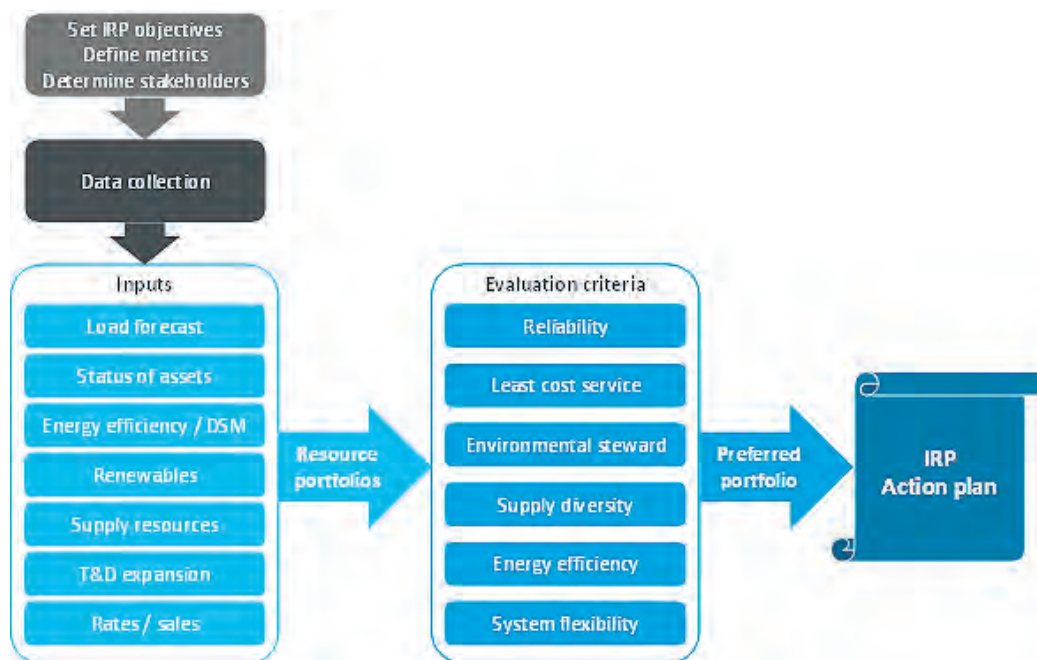 Set IRP objectives
Define metrics
Determine stakeholders
Data collection
Inputs
Load forecast
Status of assets
Energy efficiency / DSM
Renewables
Supply resources
T&D expansion
Rates / sales
Resource
portfolios
Evaluation criteria
Reliability
Least cost service
Environmental steward
Supply diversity
Energy efficiency
System flexibility
Preferred
portfolio
IRP
Action plan